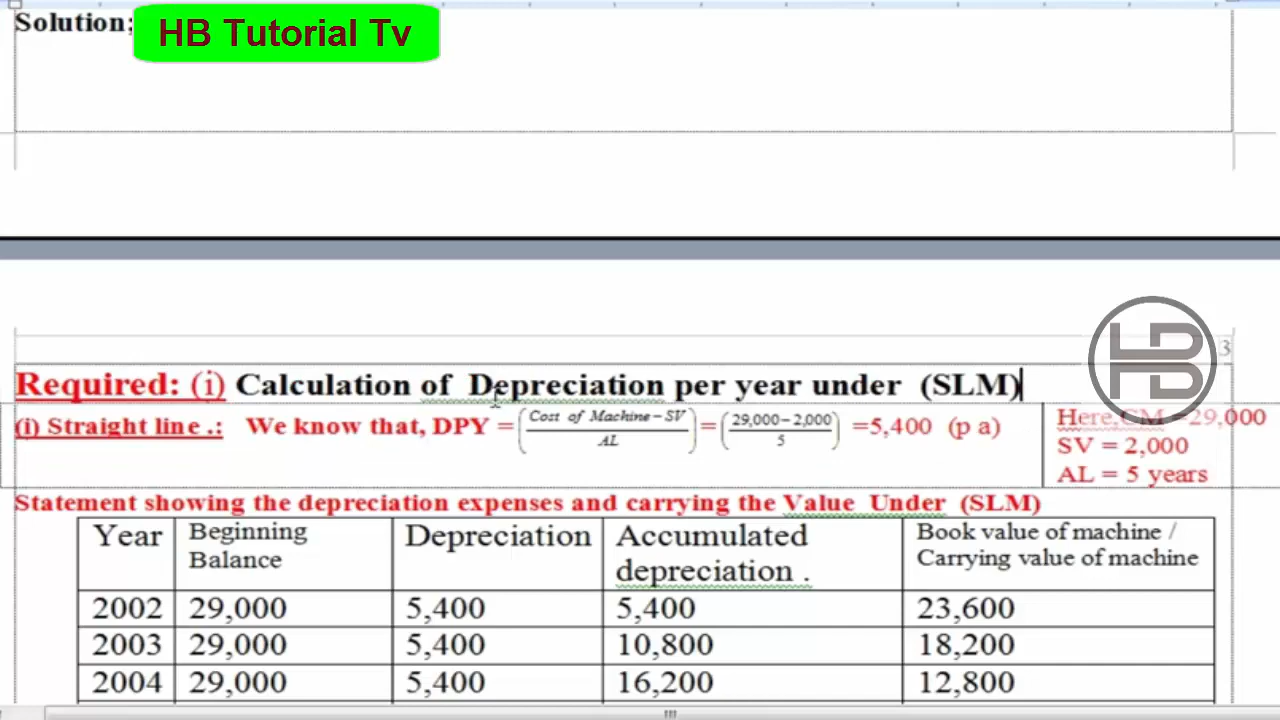 Solution;
HB Tutorial Tv
3
Required: (i) Calculation of Depreciation per year under (SLM)
(i) Straight line .: We know that, DPY = (Cost of Machine – SV / AL) = (29,000 – 2,000 / 5) =5,400 (p a)
Here,CM =29,000
SV = 2,000
AL = 5 years
Statement showing the depreciation expenses and carrying the Value Under (SLM)
Year Beginning Balance Depreciation Accumulated depreciation . Book value of machine / Carrying value of machine
2002 29,000 5,400 5,400 23,600
2003 29,000 5,400 10,800 18,200
2004 29,000 5,400 16,200 12,800